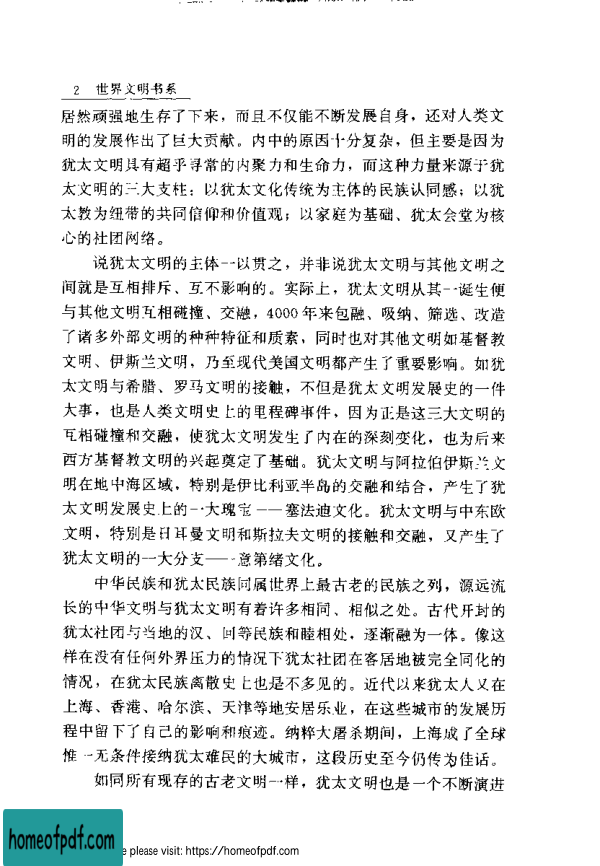 2 世界文明书系
居然顽强地生存了下来，而且不仅能不断发展自身，还对人类文
明的发展作出了巨大贡献。内中的原因十分复杂，但主要是因为
犹太文明具有超乎寻常的内聚力和生命力，而这种力量来源于犹
太文明的三大支柱：以犹太文化传统为主体的民族认同感；以犹
太教为纽带的共同信仰和价值观；以家庭为基础、犹太会堂为核
心的社团网络。
说犹太文明的主体一以贯之，并非说犹太文明与其他文明之
间就是互相排斥、互不影响的。实际上，犹太文明从其一诞生便
与其他文明互相碰撞、交融，4000年来包融、吸纳、筛选、改造
了诸多外部文明的种种特征和质素，同时也对其他文明如基督教
文明、伊斯兰文明，乃至现代美国文明都产生了重要影响。如犹
太文明与希腊、罗马文明的接触，不但是犹太文明发展史的一件
大事，也是人类文明史上的里程碑事件，因为正是这三大文明的
互相碰撞和交融，使犹太文明发生了内在的深刻变化，也为后来
西方基督教文明的兴起奠定了基础。犹太文明与阿拉伯伊斯兰文
明在地中海区域，特别是伊比利亚半岛的交融和结合，产生了犹
太文明发展史上的一大瑰宝——塞法迪文化。犹太文明与中东欧
文明，特别是日耳曼文明和斯拉夫文明的接触和交融，又产生了
犹太文明的一大分支——意第绪文化。
中华民族和犹太民族同属世界上最古老的民族之列，源远流
长的中华文明与犹太文明有着许多相同、相似之处。古代开封的
犹太社团与当地的汉、回等民族和睦相处，逐渐融为一体。像这
样在没有任何外界压力的情况下犹太社团在客居地被完全同化的
情况，在犹太民族离散史上也是不多见的。近代以来犹太人又在
上海、香港、哈尔滨、天津等地安居乐业，在这些城市的发展历
程中留下了自己的影响和痕迹。纳粹大屠杀期间，上海成了全球
惟一无条件接纳犹太难民的大城市，这段历史至今仍传为佳话。
如同所有现存的古老文明一样，犹太文明也是一个不断演进
homeofpdf.com
e please visit: https://homeofpdf.com